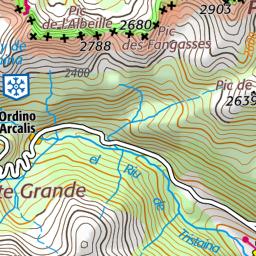 Pic
de l'Albeille
2680
2903
Pic
des Fangasses
2788
2400
Pic de
2639
Ordino
Arcalis
el
Riu
de
Tristaina
te Grande